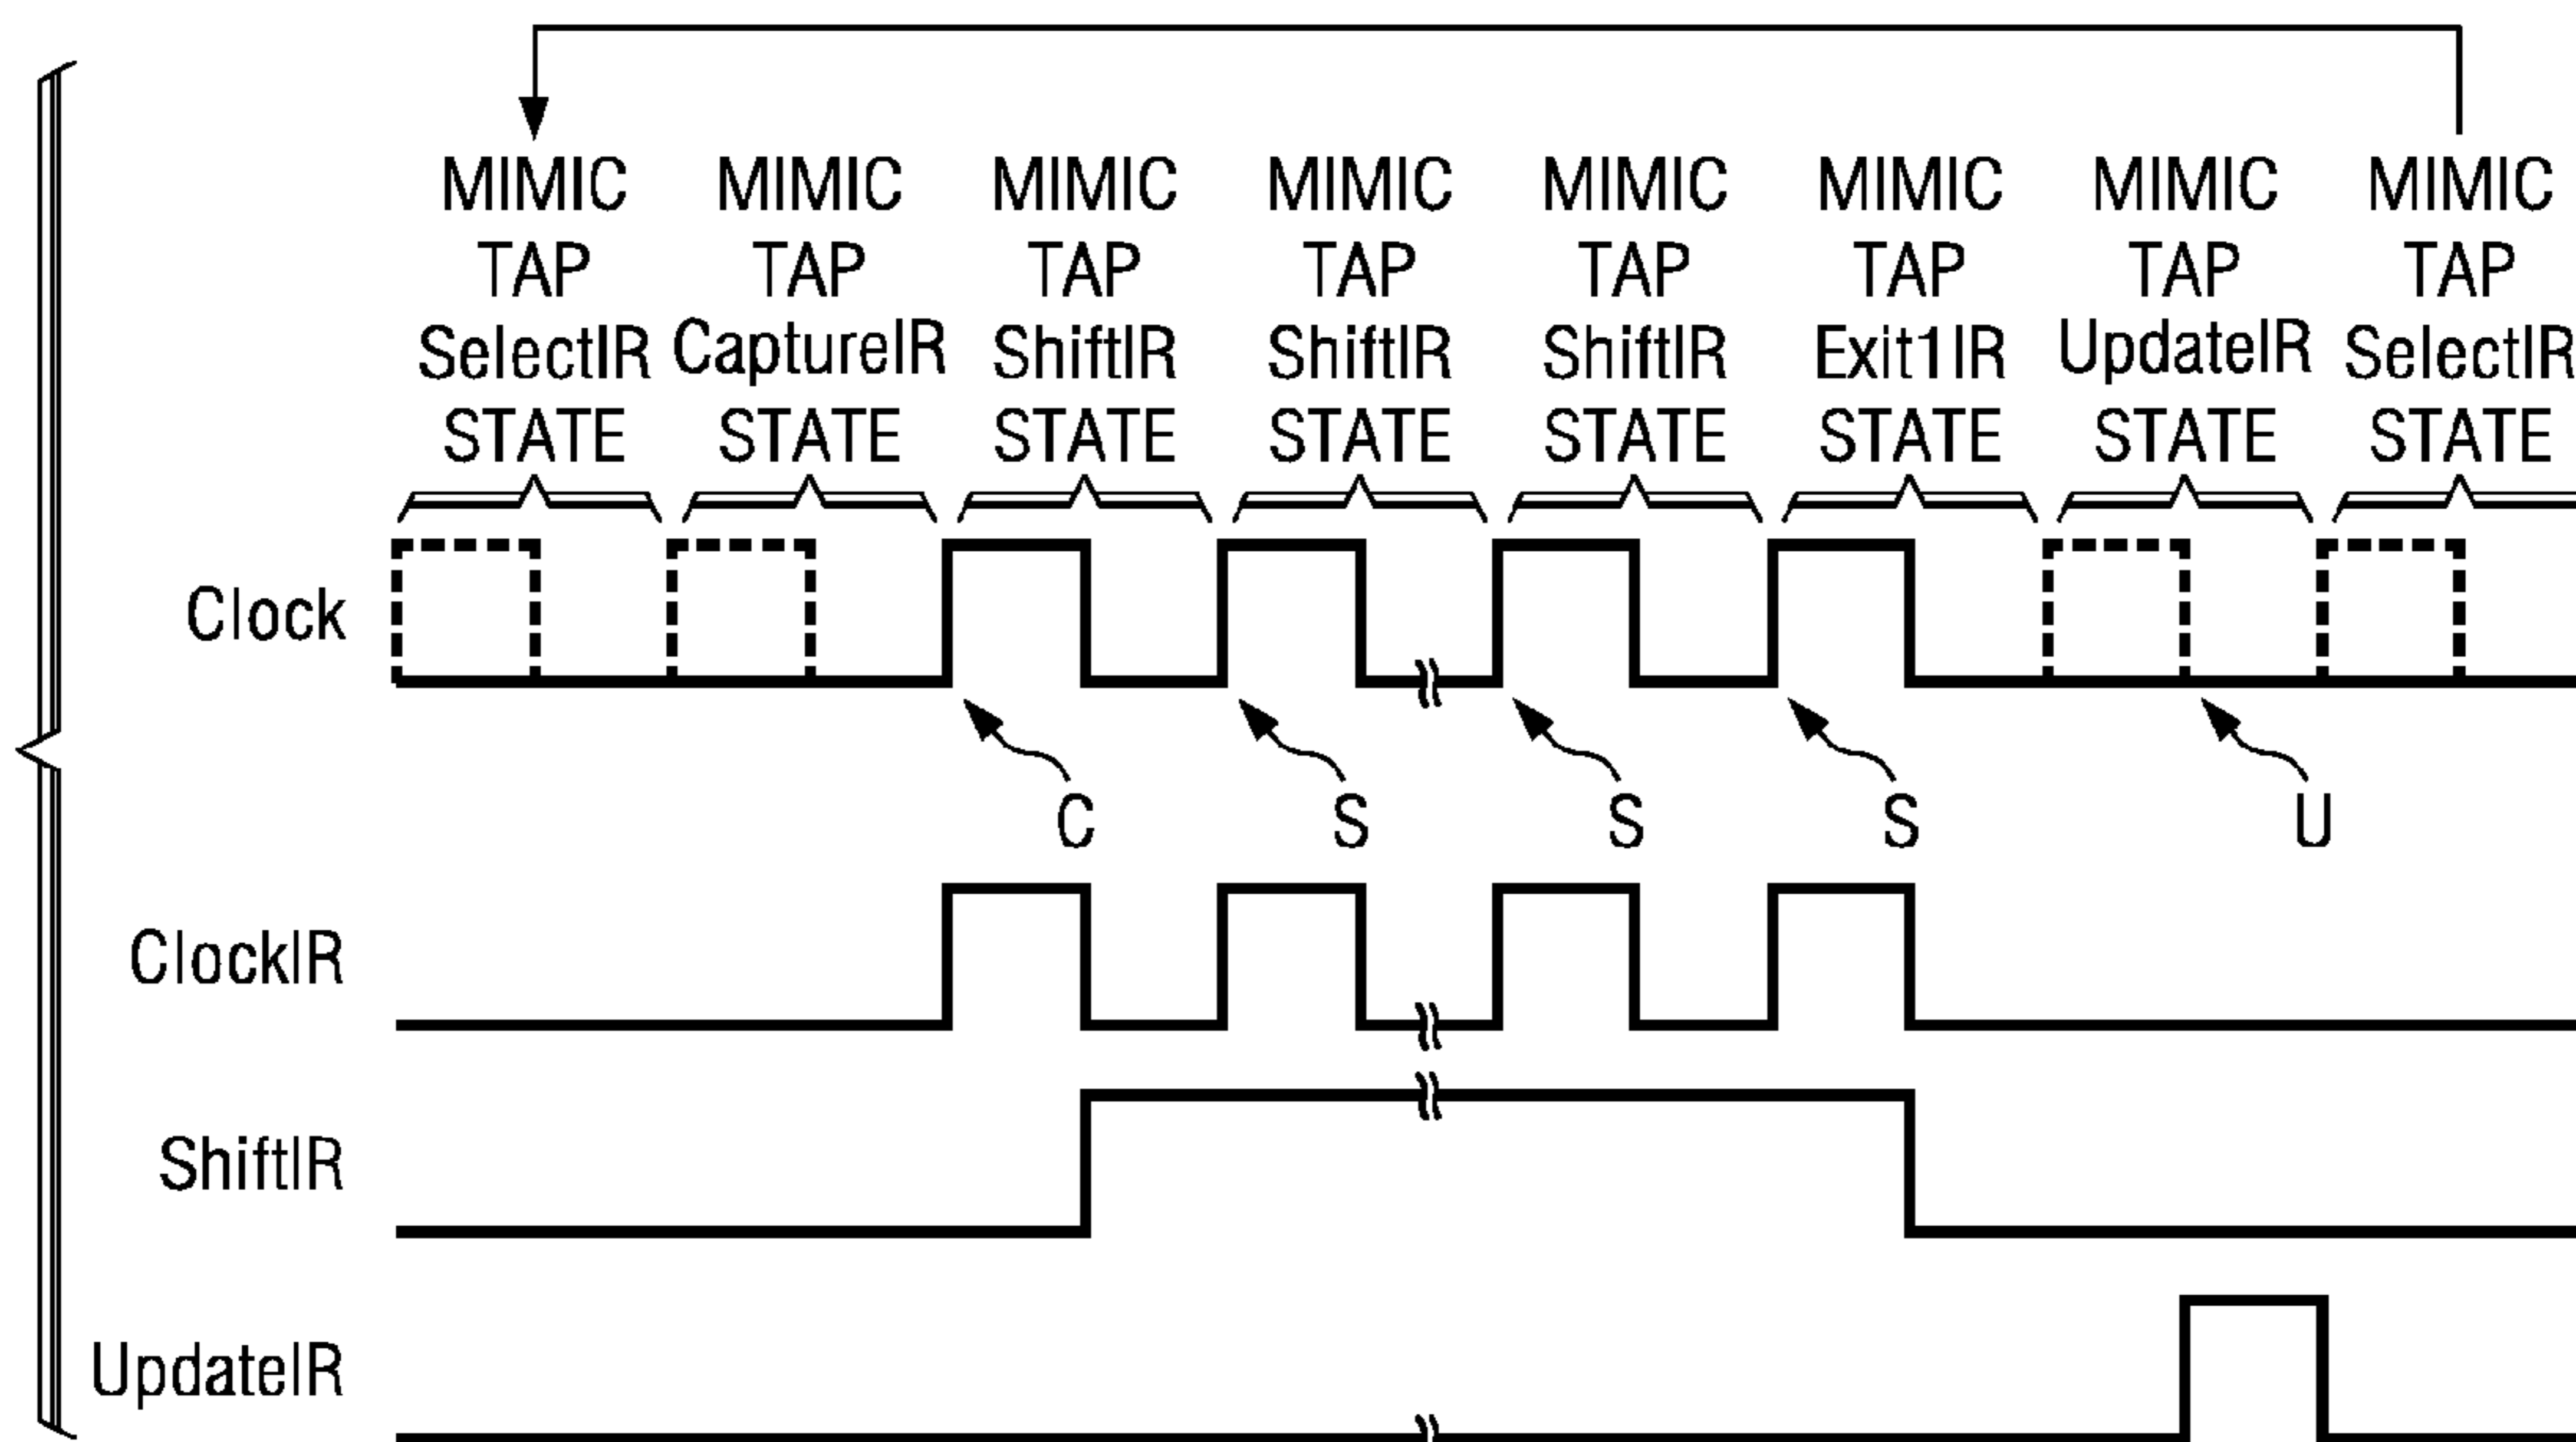 MIMIC MIMIC MIMIC MIMIC MIMIC MIMIC MIMIC MIMIC
TAP TAP TAP TAP TAP TAP TAP TAP
SelectIR CaptureIR ShiftIR ShiftIR ShiftIR Exit1IR UpdateIR SelectIR
STATE STATE STATE STATE STATE STATE STATE STATE
Clock
C S S S U
ClockIR
ShiftIR
UpdateIR